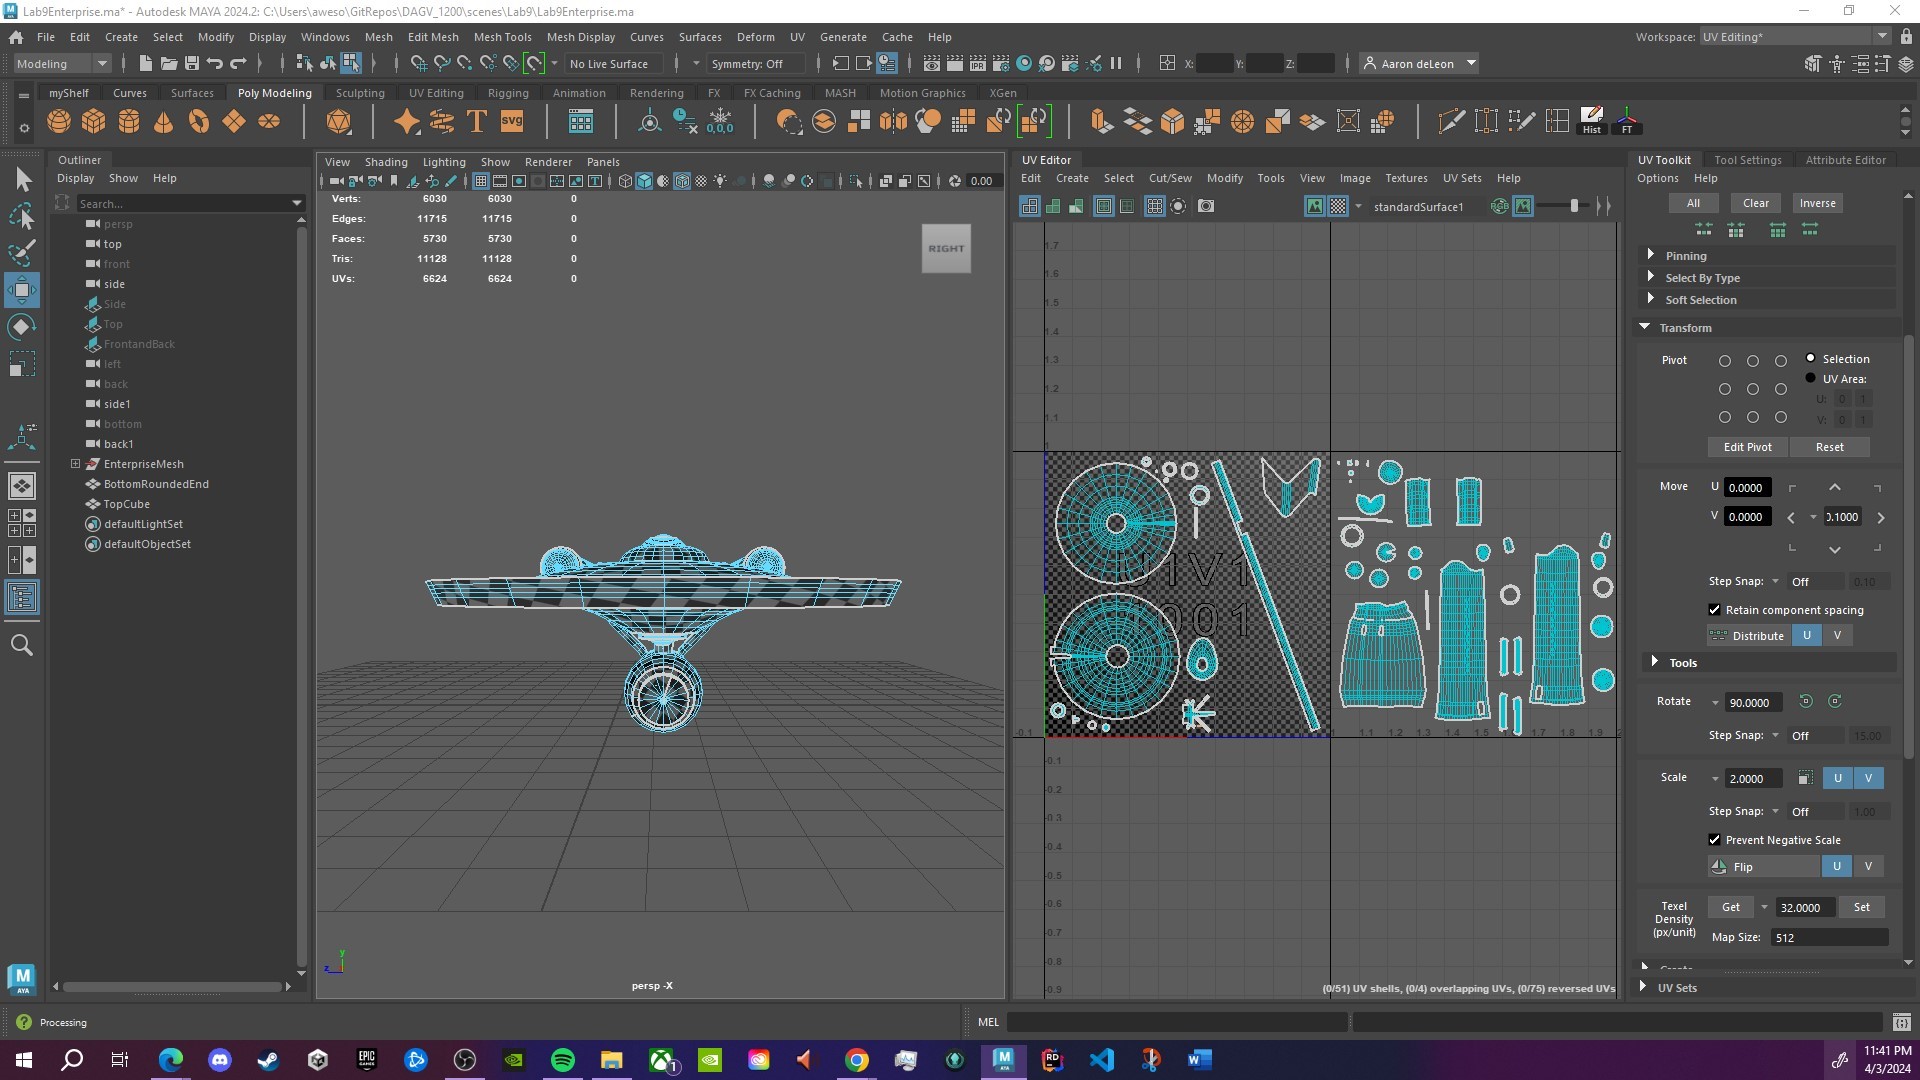 Lab9Enterprise.ma* - Autodesk MAYA 2024.2: C:\Users\aweso\GitRepos\DAGV_1200\scenes\Lab9\Lab9Enterprise.ma
File Edit Create Select Modify Display Windows Mesh Edit Mesh Mesh Tools Mesh Display Curves Surfaces Deform UV Generate Cache Help
Workspace: UV Editing*
Modeling
No Live Surface
Symmetry: Off
X: Y: Z:
Aaron deLeon
myShelf Curves Surfaces Poly Modeling Sculpting UV Editing Rigging Animation Rendering FX FX Caching MASH Motion Graphics XGen
Hist FT
Outliner
Display Show Help
Search...
persp
top
front
side
Side
Top
FrontandBack
left
back
side1
bottom
back1
EnterpriseMesh
BottomRoundedEnd
TopCube
defaultLightSet
defaultObjectSet
View Shading Lighting Show Renderer Panels
0.00
Verts: 6030 6030 0
Edges: 11715 11715 0
Faces: 5730 5730 0
Tris: 11128 11128 0
UVs: 6624 6624 0
RIGHT
persp -X
UV Editor
Edit Create Select Cut/Sew Modify Tools View Image Textures UV Sets Help
standardSurface1
1.7
1.6
1.5
1.4
1.3
1.2
1.1
1
-0.1 1 1.1 1.2 1.3 1.4 1.5 1.6 1.7 1.8 1.9
-0.1
-0.2
-0.3
-0.4
-0.5
-0.6
-0.7
-0.8
-0.9
(0/51) UV shells, (0/4) overlapping UVs, (0/75) reversed UVs
UV Toolkit Tool Settings Attribute Editor
Options Help
All Clear Inverse
Pinning
Select By Type
Soft Selection
Transform
Pivot
Selection
UV Area:
U: 0 1
V: 0 1
Edit Pivot Reset
Move U 0.0000
V 0.0000
Step Snap: Off 0.10
Retain component spacing
Distribute U V
Tools
Rotate 90.0000
Step Snap: Off 15.00
Scale 2.0000 U V
Step Snap: Off 1.00
Prevent Negative Scale
Flip U V
Texel Density (px/unit)
Get 32.0000 Set
Map Size: 512
UV Sets
Processing
MEL
11:41 PM
4/3/2024